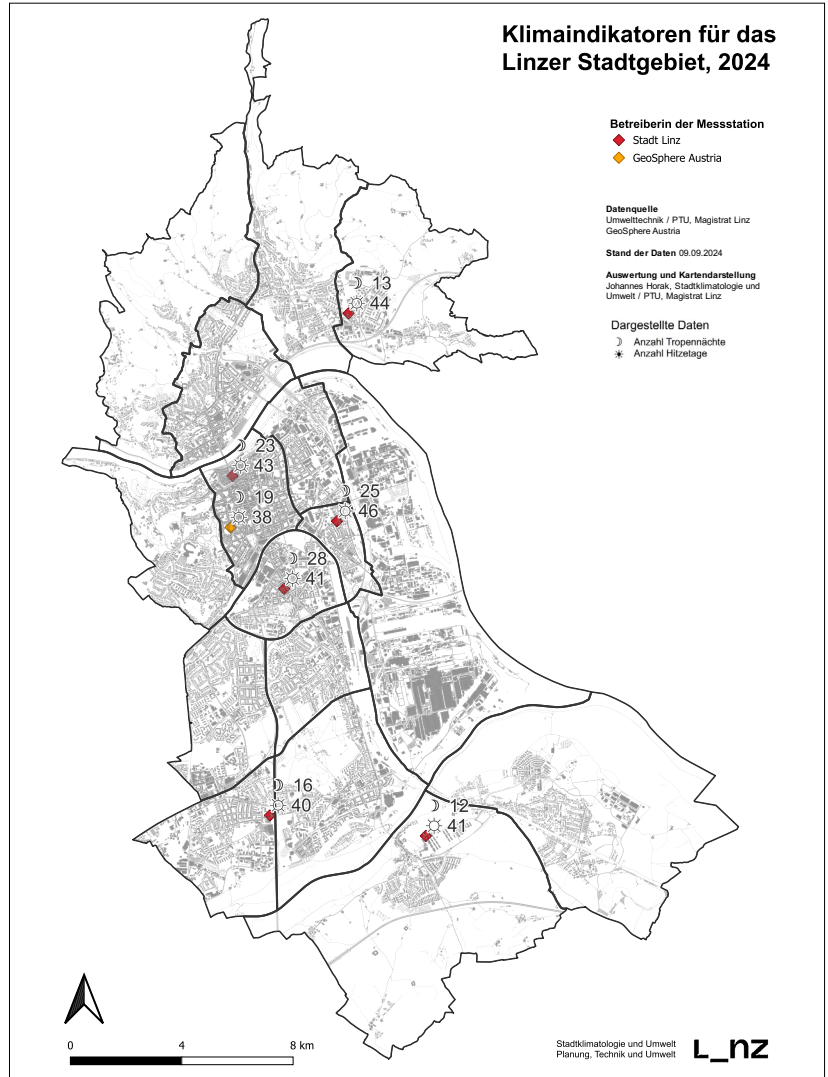 Klimaindikatoren für das
Linzer Stadtgebiet, 2024
Betreiberin der Messstation
Stadt Linz
GeoSphere Austria
Datenquelle
Umwelttechnik / PTU, Magistrat Linz
GeoSphere Austria
Stand der Daten 09.09.2024
Auswertung und Kartendarstellung
Johannes Horak, Stadtklimatologie und
Umwelt / PTU, Magistrat Linz
Dargestellte Daten
Anzahl Tropennächte
Anzahl Hitzetage
13
44
23
43
19
38
25
46
28
41
16
40
12
41
0 4 8 km
Stadtklimatologie und Umwelt
Planung, Technik und Umwelt
L_nz